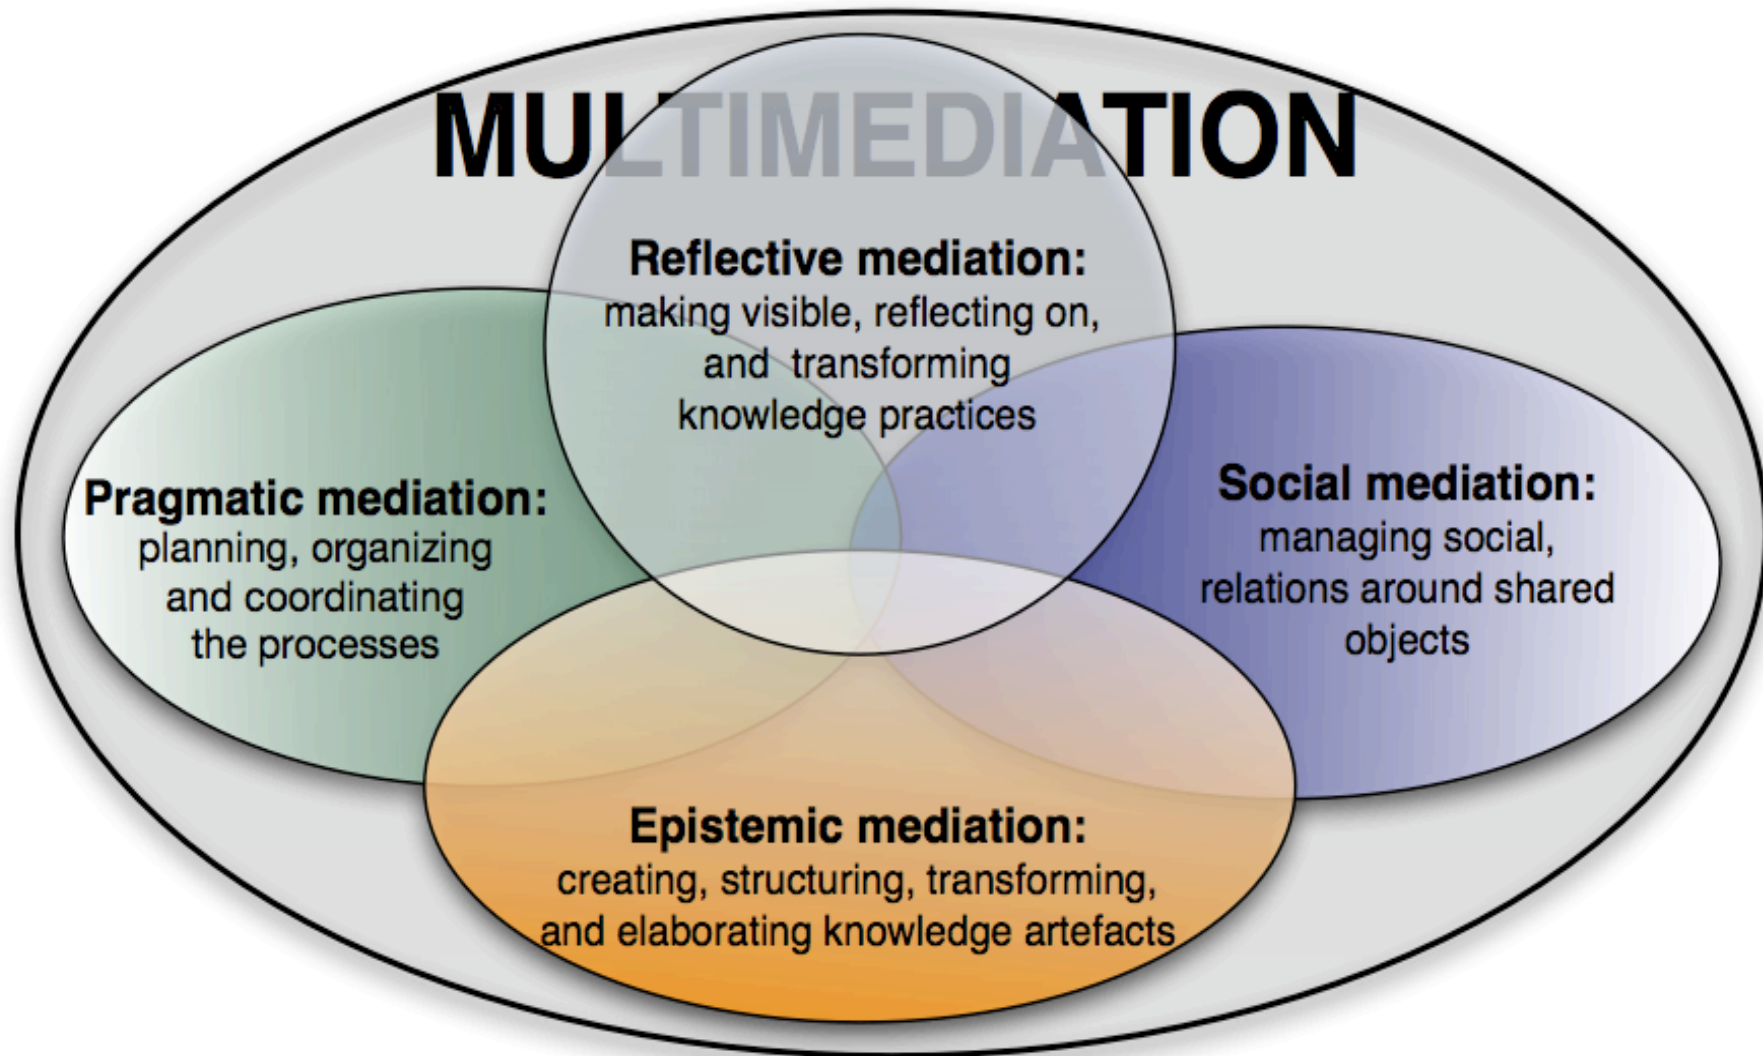 MULTIMEDIATION
Reflective mediation:
making visible, reflecting on,
and transforming
knowledge practices
Pragmatic mediation:
planning, organizing
and coordinating
the processes
Social mediation:
managing social,
relations around shared
objects
Epistemic mediation:
creating, structuring, transforming,
and elaborating knowledge artefacts